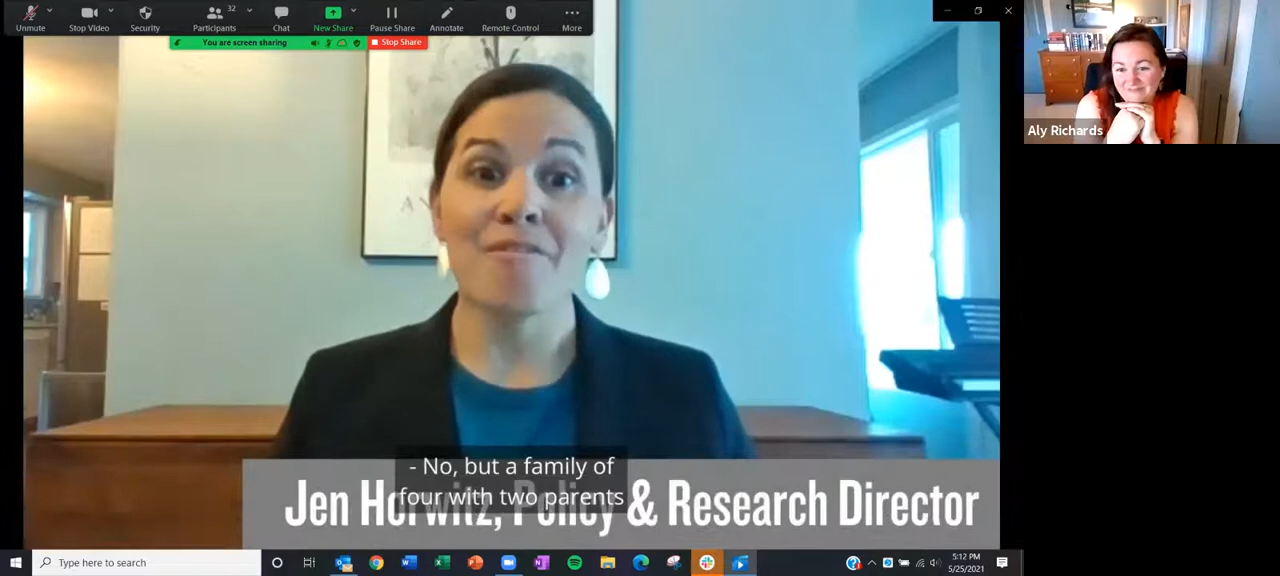 32
Unmute
Stop Video
Security
Participants
Chat
New Share
Pause Share
Annotate
Remote Control
More
You are screen sharing
Stop Share
Aly Richards
- No, but a family of
four with two parents
Jen Horwitz, Policy & Research Director
Type here to search
5:12 PM
5/25/2021